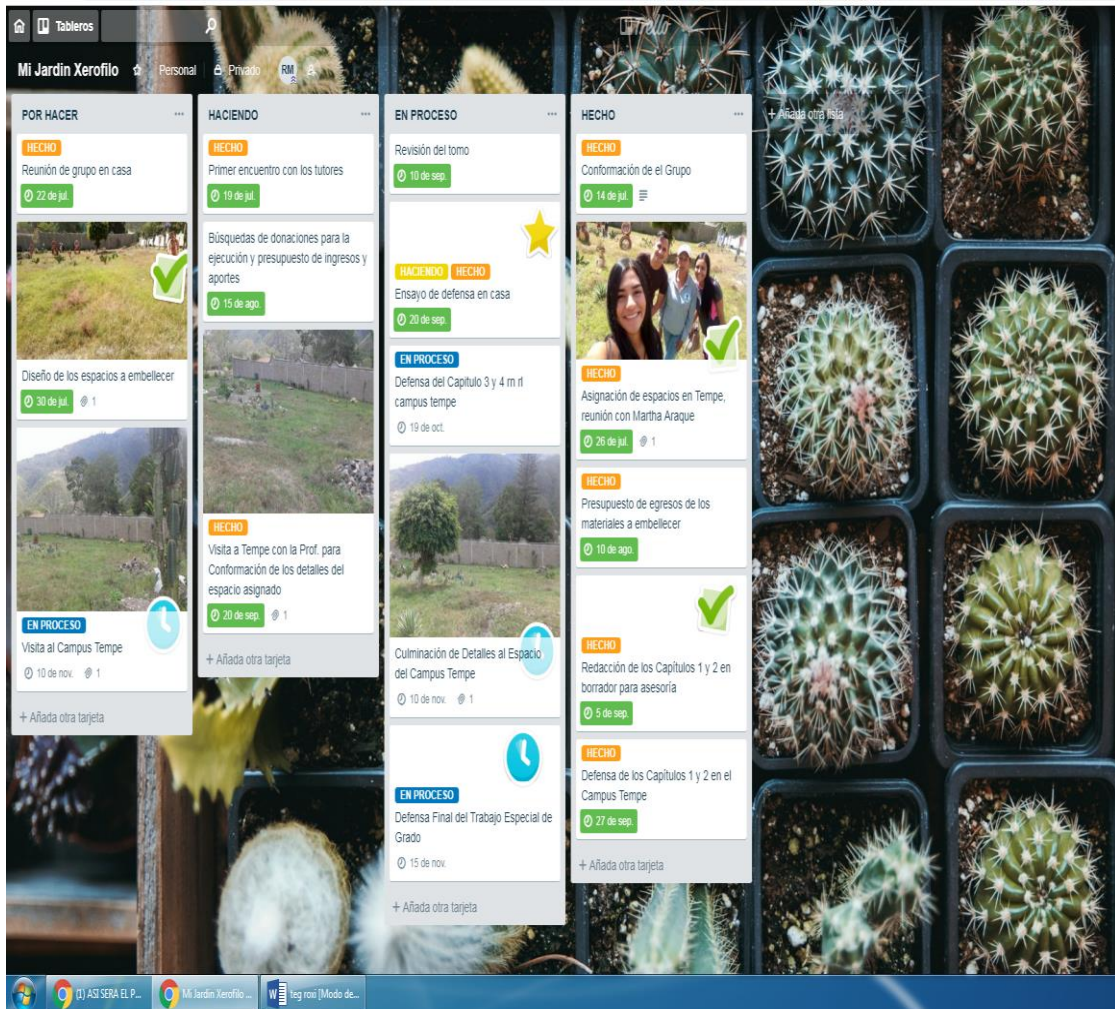 Tableros
Trello
Mi Jardin Xerofilo Personal Privado RM
POR HACER
HECHO
Reunión de grupo en casa
22 de jul.
Diseño de los espacios a embellecer
30 de jul. 1
EN PROCESO
Visita al Campus Tempe
10 de nov. 1
+ Añada otra tarjeta
HACIENDO
HECHO
Primer encuentro con los tutores
19 de jul.
Búsquedas de donaciones para la
ejecución y presupuesto de ingresos y
aportes
15 de ago.
HECHO
Visita a Tempe con la Prof. para
Conformación de los detalles del
espacio asignado
20 de sep. 1
+ Añada otra tarjeta
EN PROCESO
Revisión del tomo
10 de sep.
HACIENDO HECHO
Ensayo de defensa en casa
20 de sep.
EN PROCESO
Defensa del Capitulo 3 y 4 rn rl
campus tempe
19 de oct.
Culminación de Detalles al Espacio
del Campus Tempe
10 de nov. 1
EN PROCESO
Defensa Final del Trabajo Especial de
Grado
15 de nov.
+ Añada otra tarjeta
HECHO
HECHO
Conformación de el Grupo
14 de jul.
HECHO
Asignación de espacios en Tempe,
reunión con Martha Araque
26 de jul. 1
HECHO
Presupuesto de egresos de los
materiales a embellecer
10 de ago.
HECHO
Redacción de los Capítulos 1 y 2 en
borrador para asesoría
5 de sep.
HECHO
Defensa de los Capítulos 1 y 2 en el
Campus Tempe
27 de sep.
+ Añada otra tarjeta
+ Añada otra lista
(1) ASI SERA EL P... Mi Jardin Xerofilo ... teg roxi [Modo de...